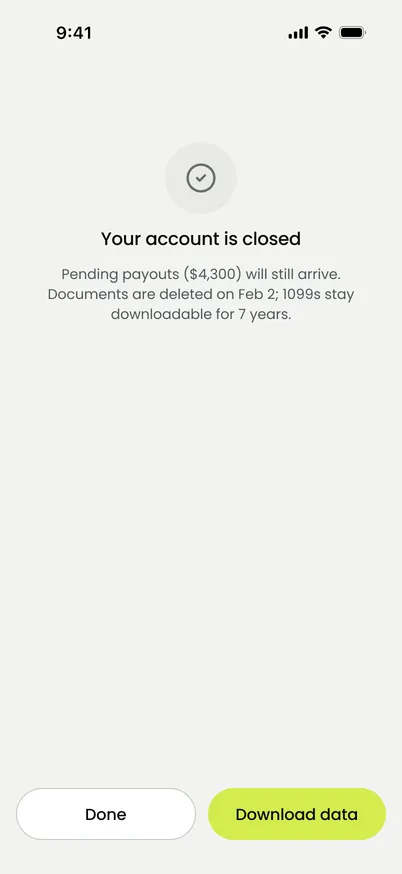 9:41
Your account is closed
Pending payouts ($4,300) will still arrive.
Documents are deleted on Feb 2; 1099s stay
downloadable for 7 years.
Done
Download data